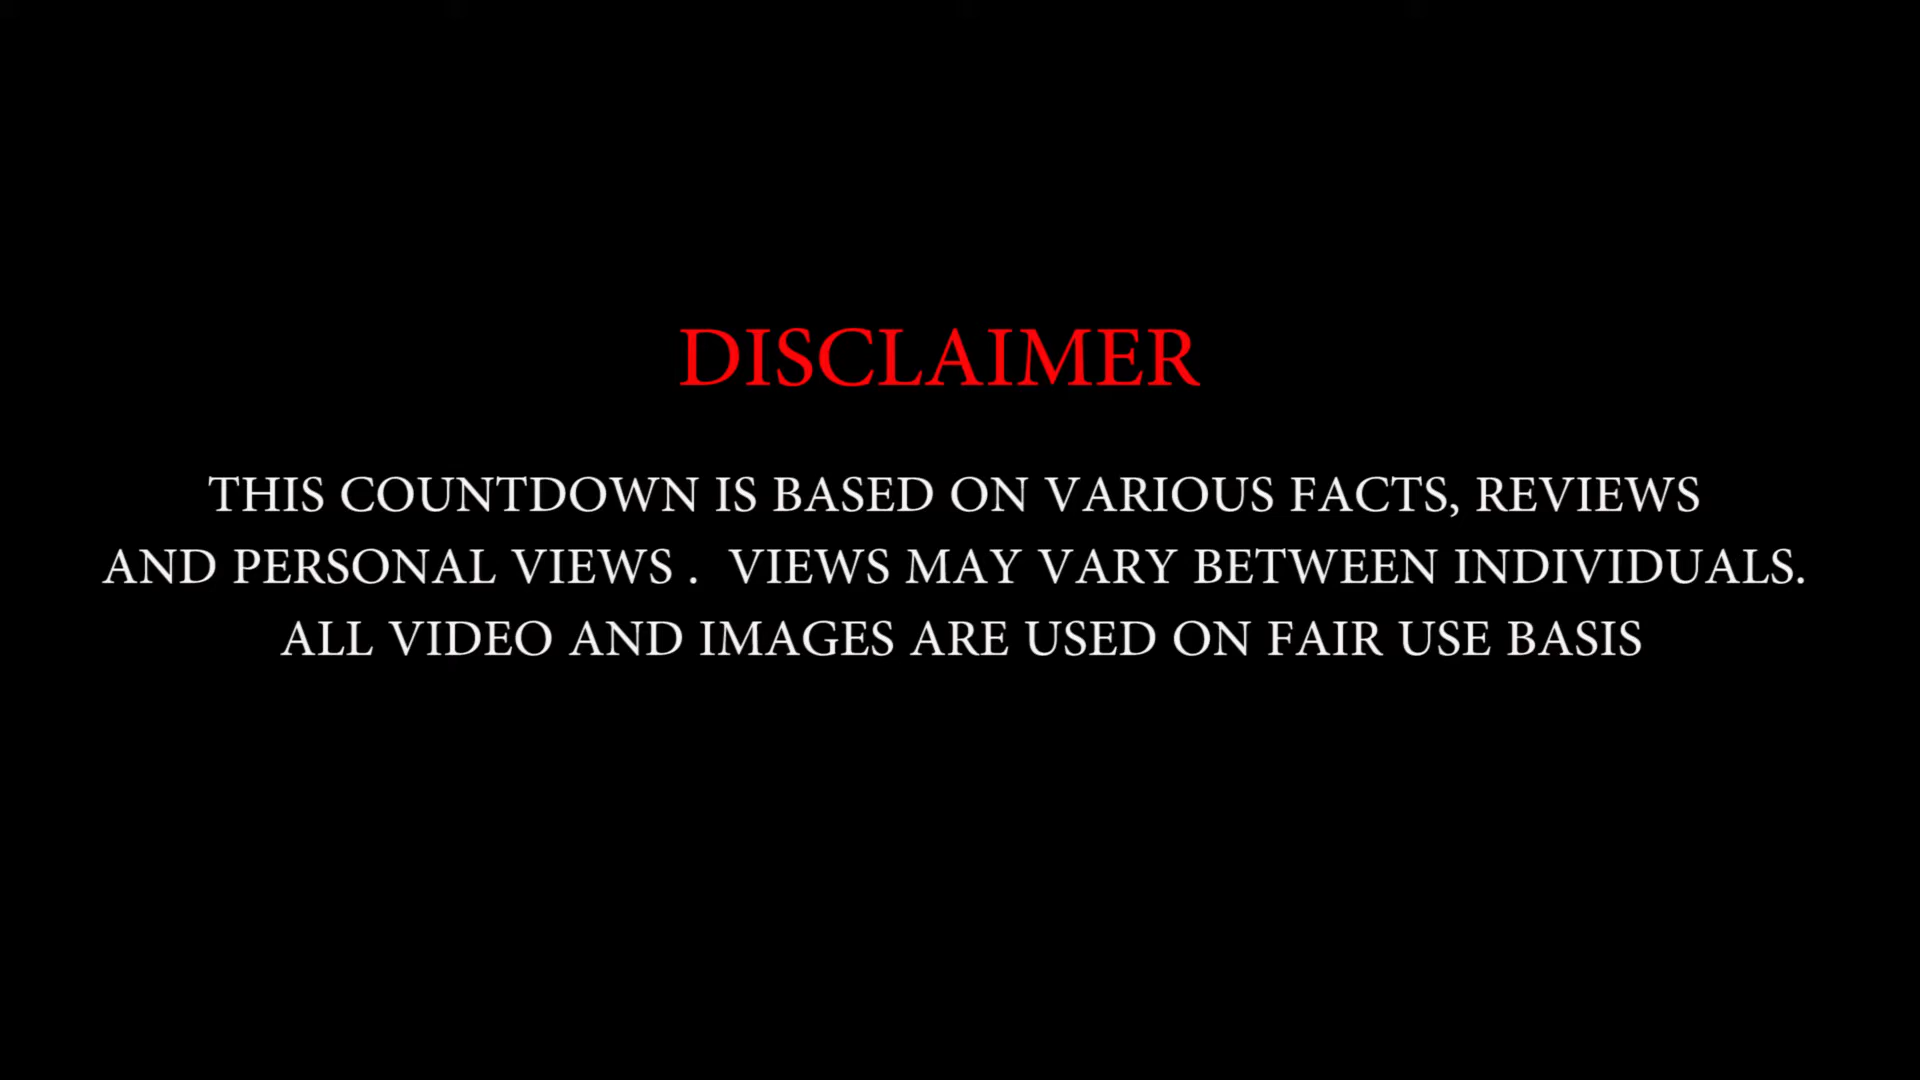 DISCLAIMER
THIS COUNTDOWN IS BASED ON VARIOUS FACTS, REVIEWS
AND PERSONAL VIEWS .  VIEWS MAY VARY BETWEEN INDIVIDUALS.
ALL VIDEO AND IMAGES ARE USED ON FAIR USE BASIS